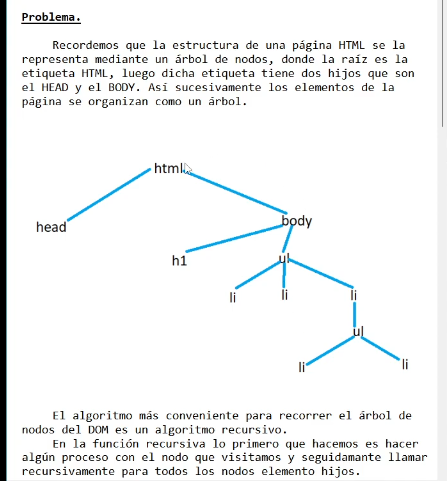 Problema.
Recordemos que la estructura de una página HTML se la
representa mediante un árbol de nodos, donde la raíz es la
etiqueta HTML, luego dicha etiqueta tiene dos hijos que son
el HEAD y el BODY. Así sucesivamente los elementos de la
página se organizan como un árbol.
html
head
body
h1
ul
li
li
li
ul
li
li
El algoritmo más conveniente para recorrer el árbol de
nodos del DOM es un algoritmo recursivo.
En la función recursiva lo primero que hacemos es hacer
algún proceso con el nodo que visitamos y seguidamante llamar
recursivamente para todos los nodos elemento hijos.